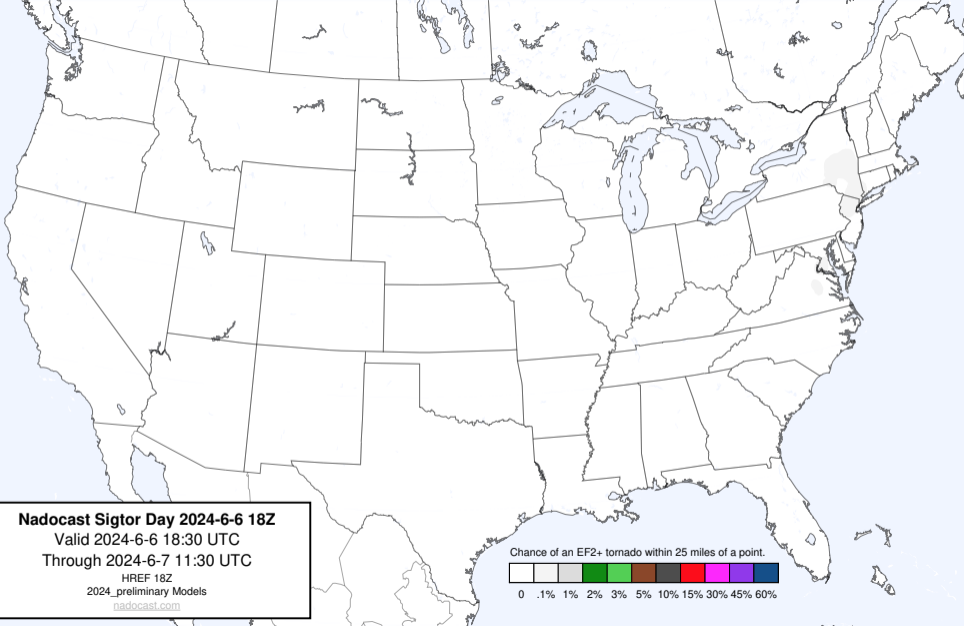 Nadocast Sigtor Day 2024-6-6 18Z
Valid 2024-6-6 18:30 UTC
Through 2024-6-7 11:30 UTC
HREF 18Z
2024_preliminary Models
nadocast.com
Chance of an EF2+ tornado within 25 miles of a point.
0 .1% 1% 2% 3% 5% 10% 15% 30% 45% 60%